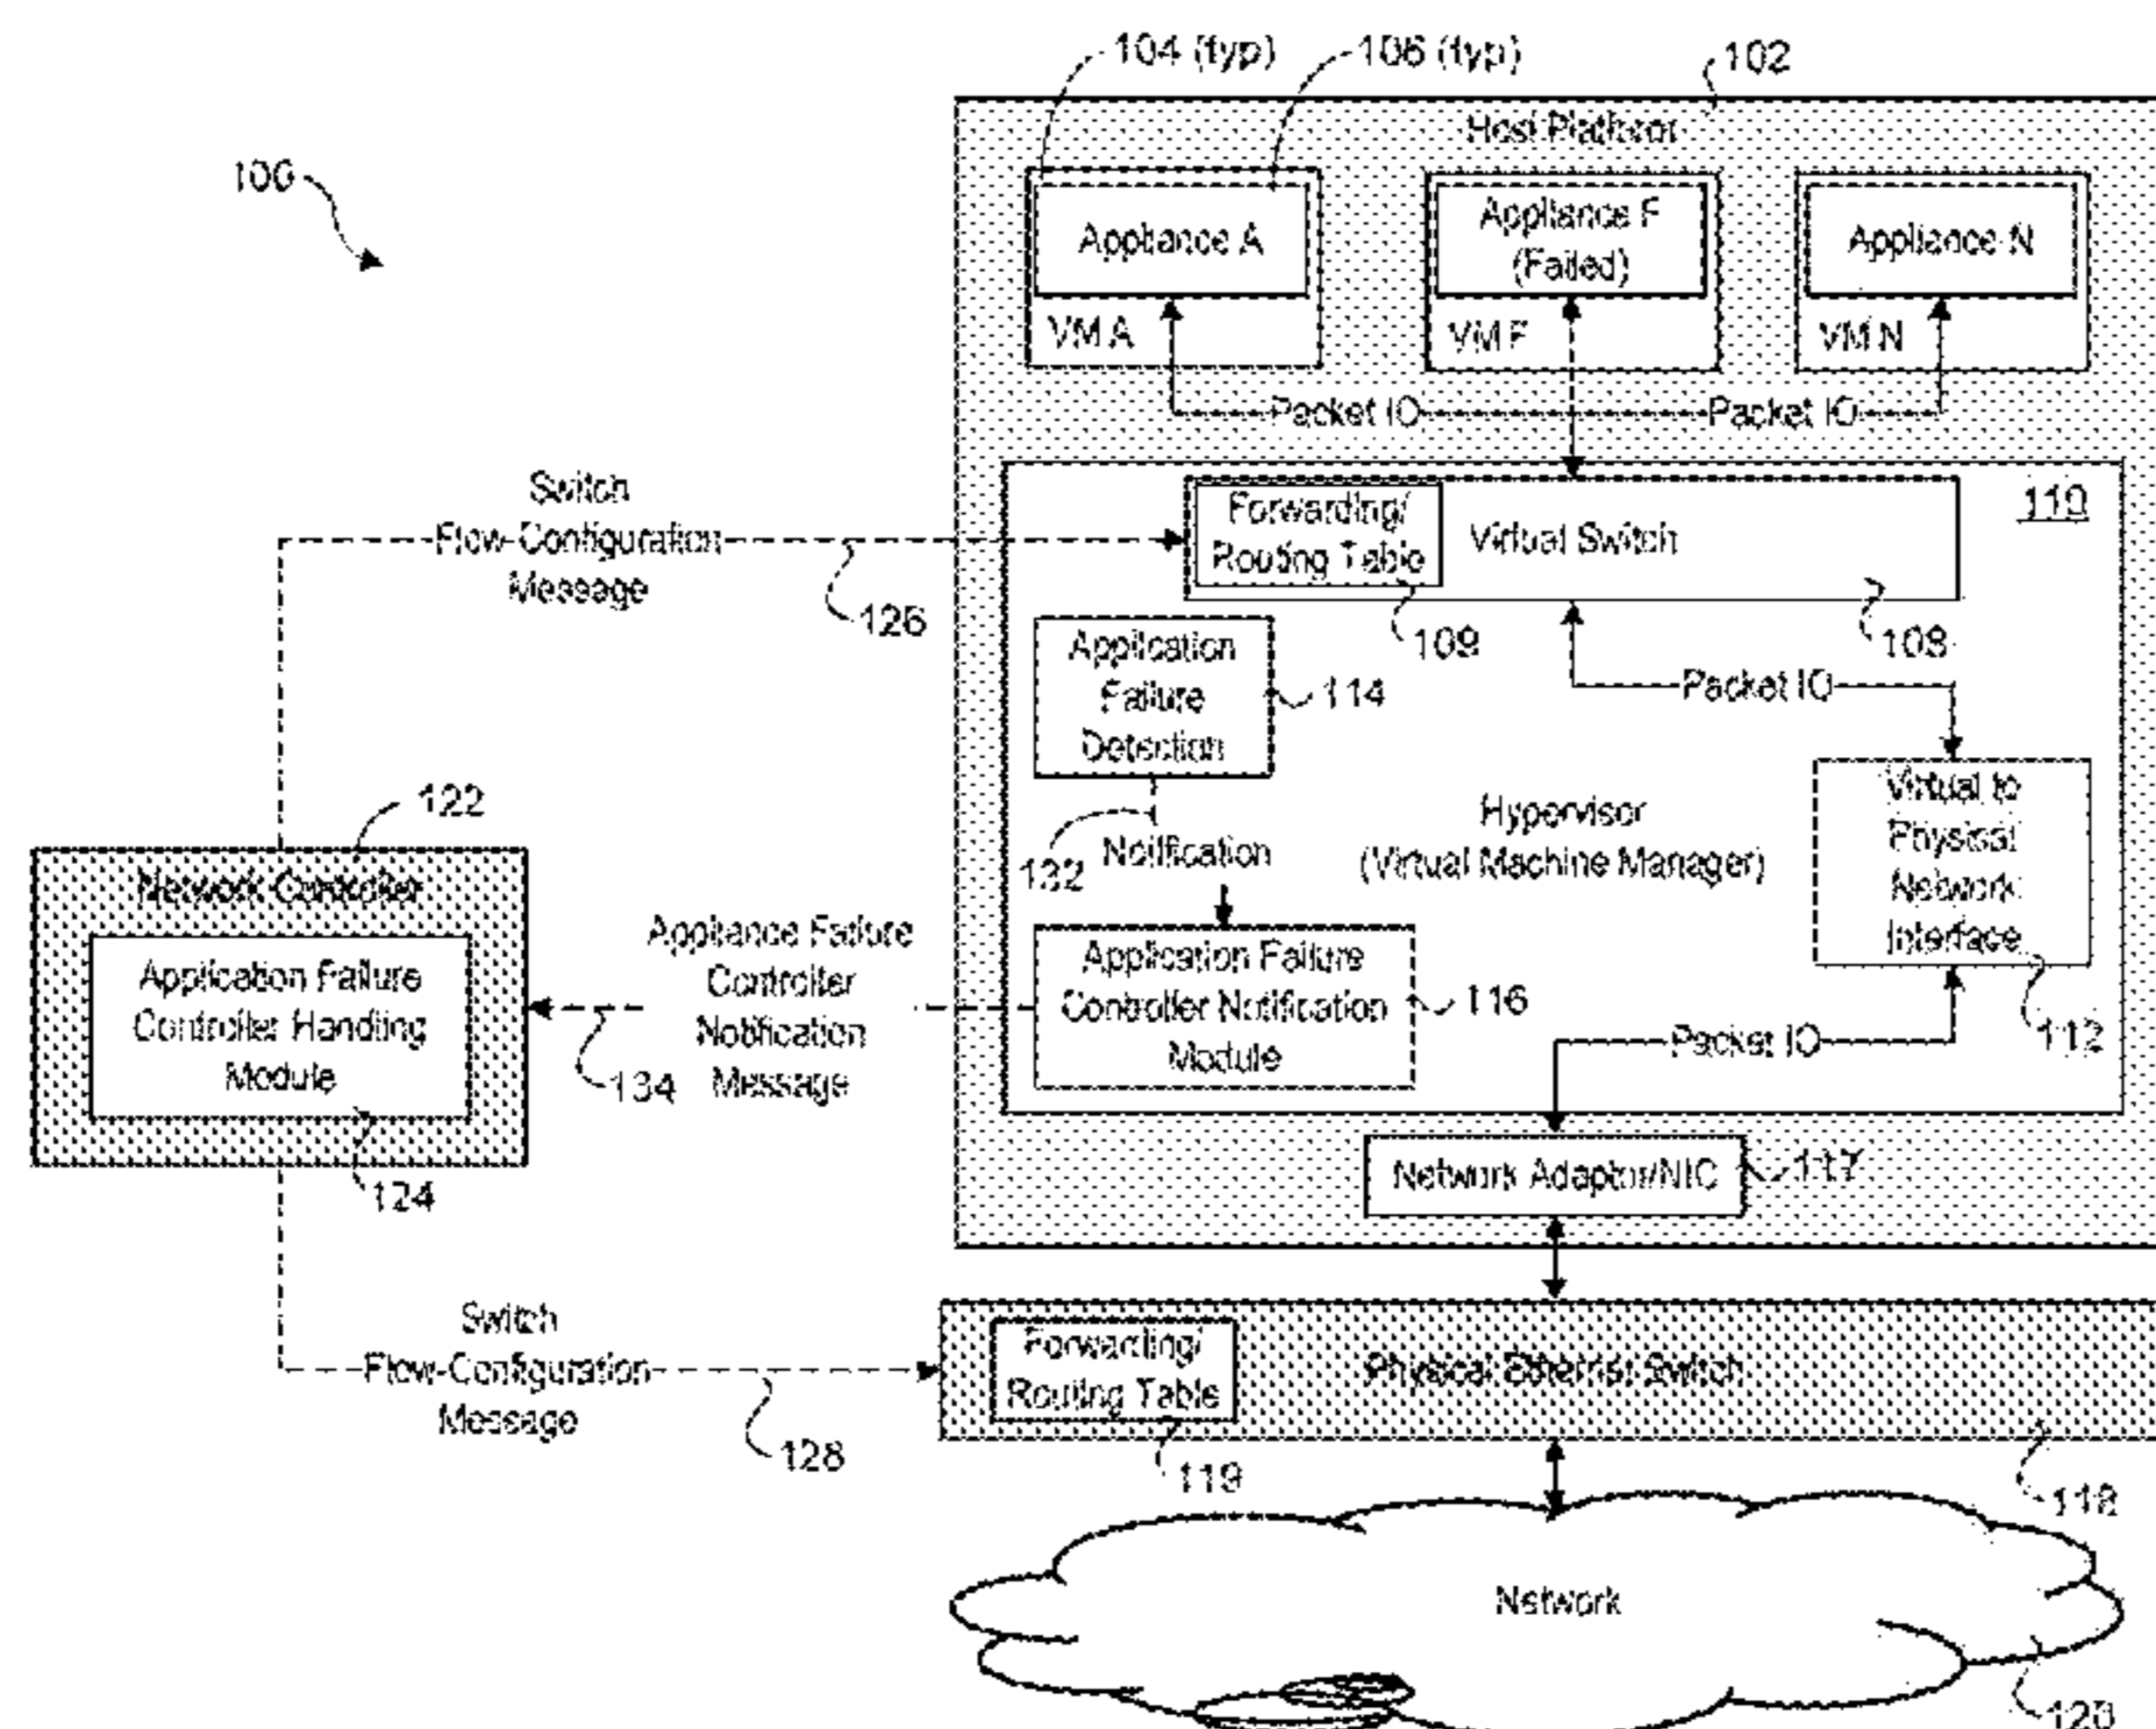 104 (typ)
106 (typ)
102
100
Host Platform
Appliance A
VM A
Appliance F
(Failed)
VM F
Appliance N
VM N
Packet IO
Packet IO
Switch
Flow-Configuration
Message
126
Forwarding/
Routing Table
Virtual Switch
110
109
108
Application
Failure
Detection
114
Packet IO
132
Notification
Hypervisor
(Virtual Machine Manager)
Virtual to
Physical
Network
Interface
112
122
Network Controller
Application Failure
Controller Handling
Module
124
Appliance Failure
Controller
Notification
Message
134
Application Failure
Controller Notification
Module
116
Packet IO
Network Adaptor/NIC
117
Switch
Flow-Configuration
Message
128
Forwarding/
Routing Table
119
Physical External Switch
118
Network
120